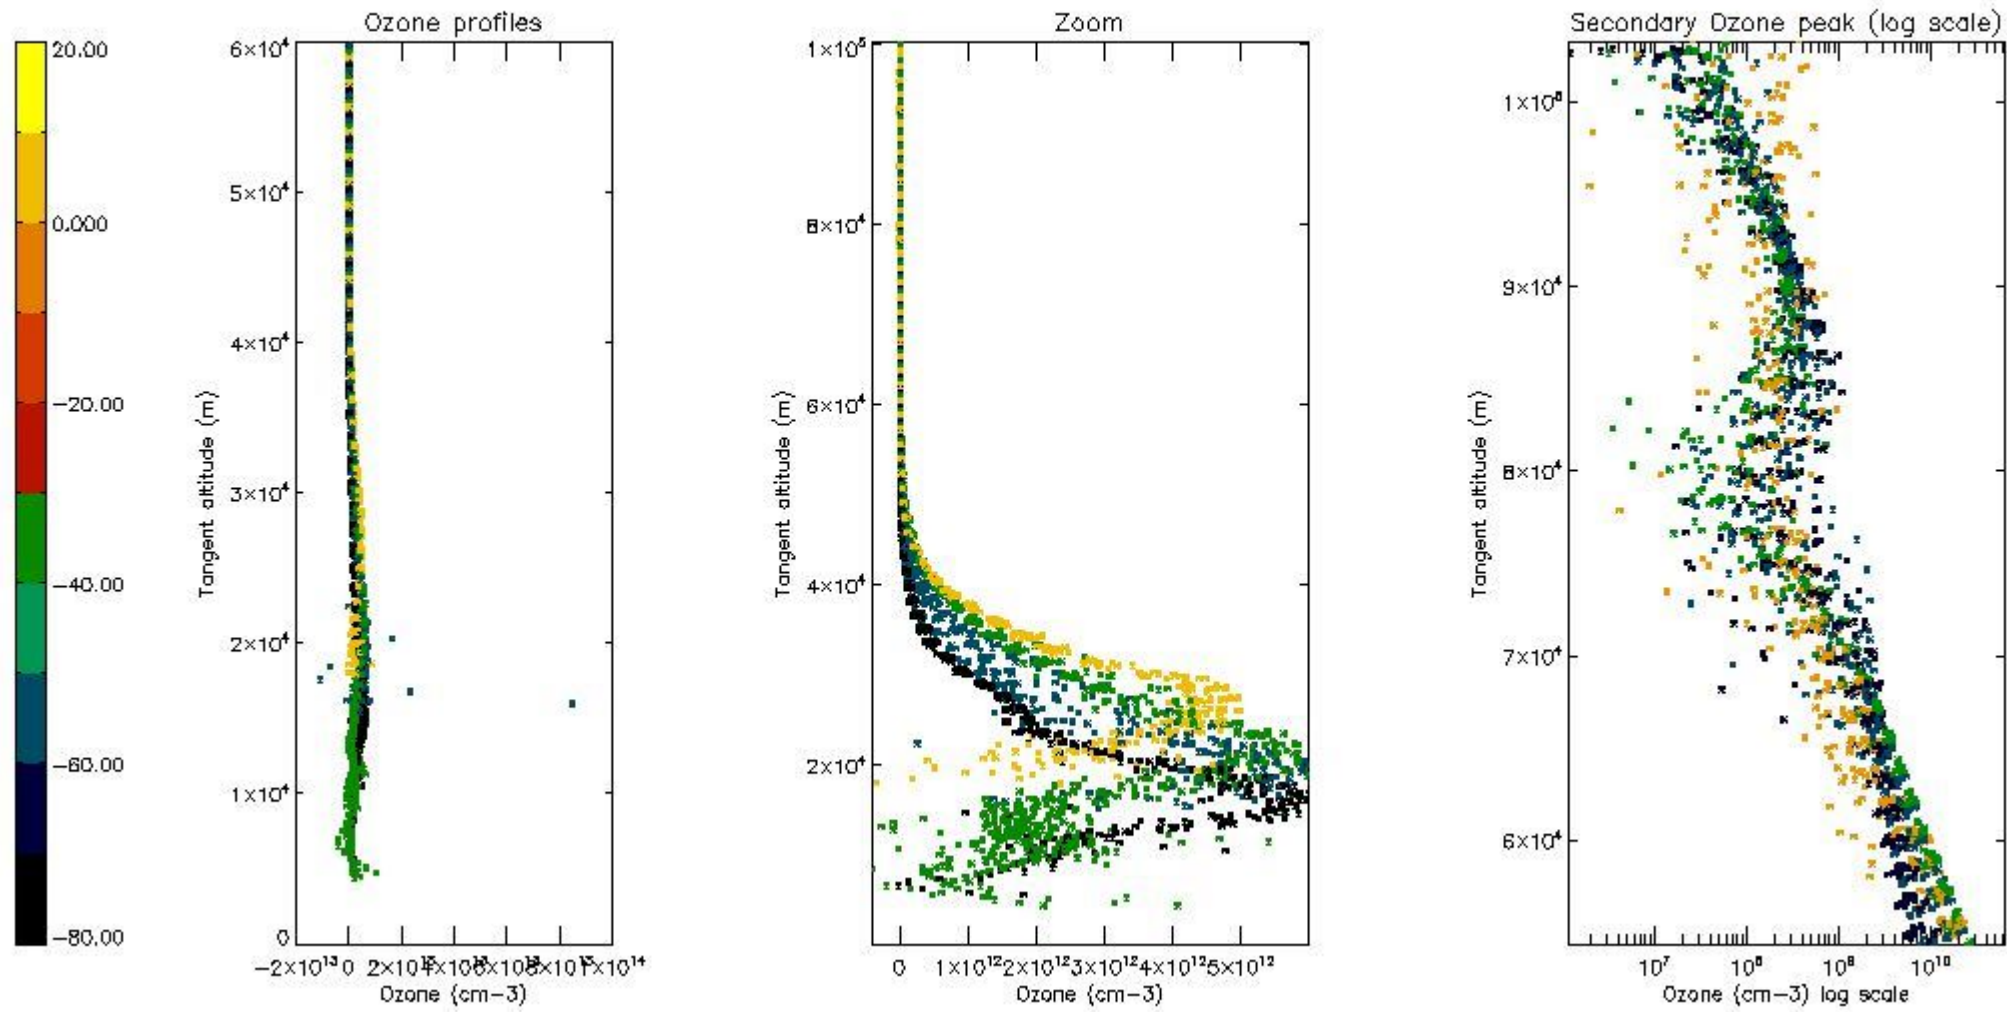 Ozone profiles
Zoom
Secondary Ozone peak (log scale)
20.00
0.000
−20.00
−40.00
−60.00
−80.00
6×10⁴
5×10⁴
4×10⁴
3×10⁴
2×10⁴
1×10⁴
0
Tangent altitude (m)
−2×10¹³ 0 1×10¹⁴
Ozone (cm−3)
1×10⁵
8×10⁴
6×10⁴
4×10⁴
2×10⁴
Tangent altitude (m)
0 1×10¹² 2×10¹² 3×10¹² 4×10¹² 5×10¹²
Ozone (cm−3)
1×10⁵
9×10⁴
8×10⁴
7×10⁴
6×10⁴
Tangent altitude (m)
10⁷ 10⁸ 10⁹ 10¹⁰
Ozone (cm−3) log scale